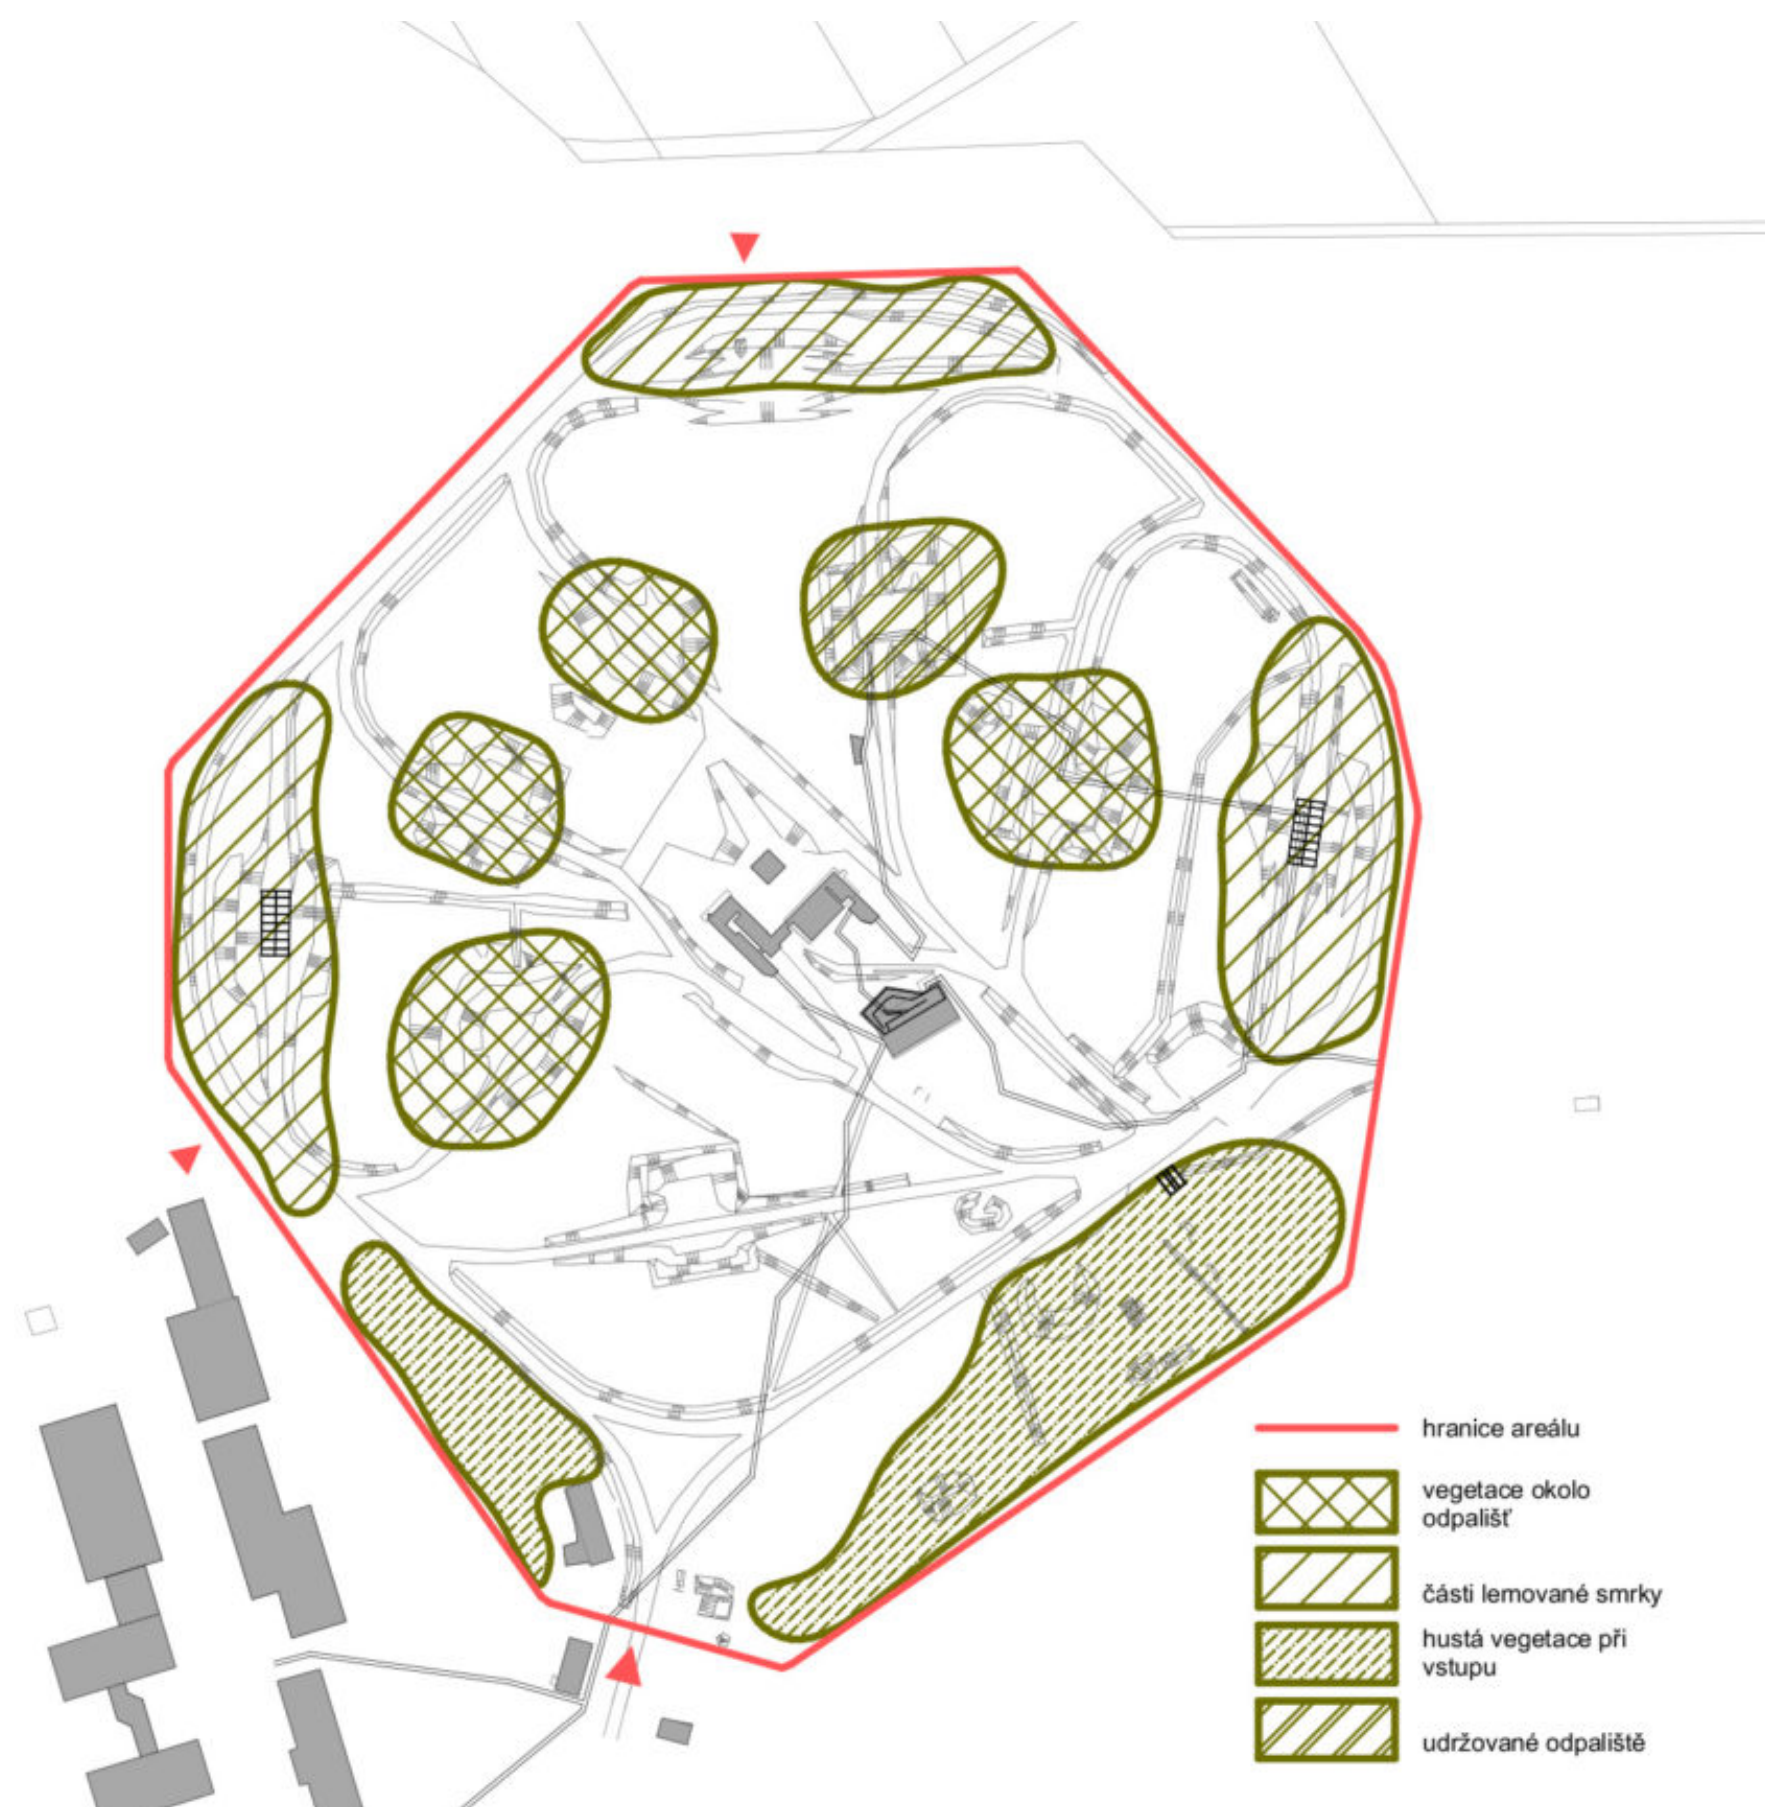 hranice areálu
vegetace okolo
odpališť
části lemované smrky
hustá vegetace při
vstupu
udržované odpaliště